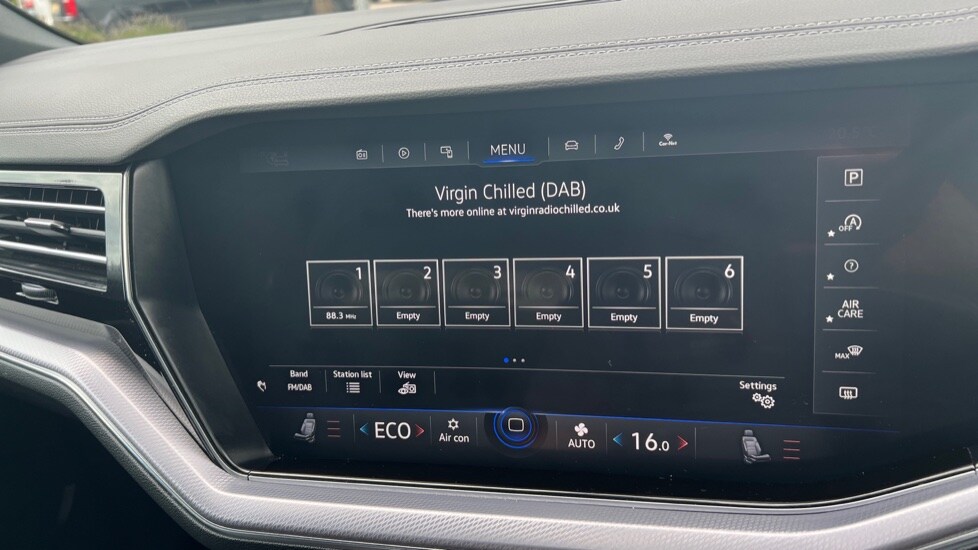 MENU
Car-Net
Virgin Chilled (DAB)
There's more online at virginradiochilled.co.uk
1 2 3 4 5 6
88.3 MHz Empty Empty Empty Empty Empty
Band Station list View
FM/DAB
Settings
ECO Air con AUTO 16.0
P
A OFF
?
AIR
CARE
MAX